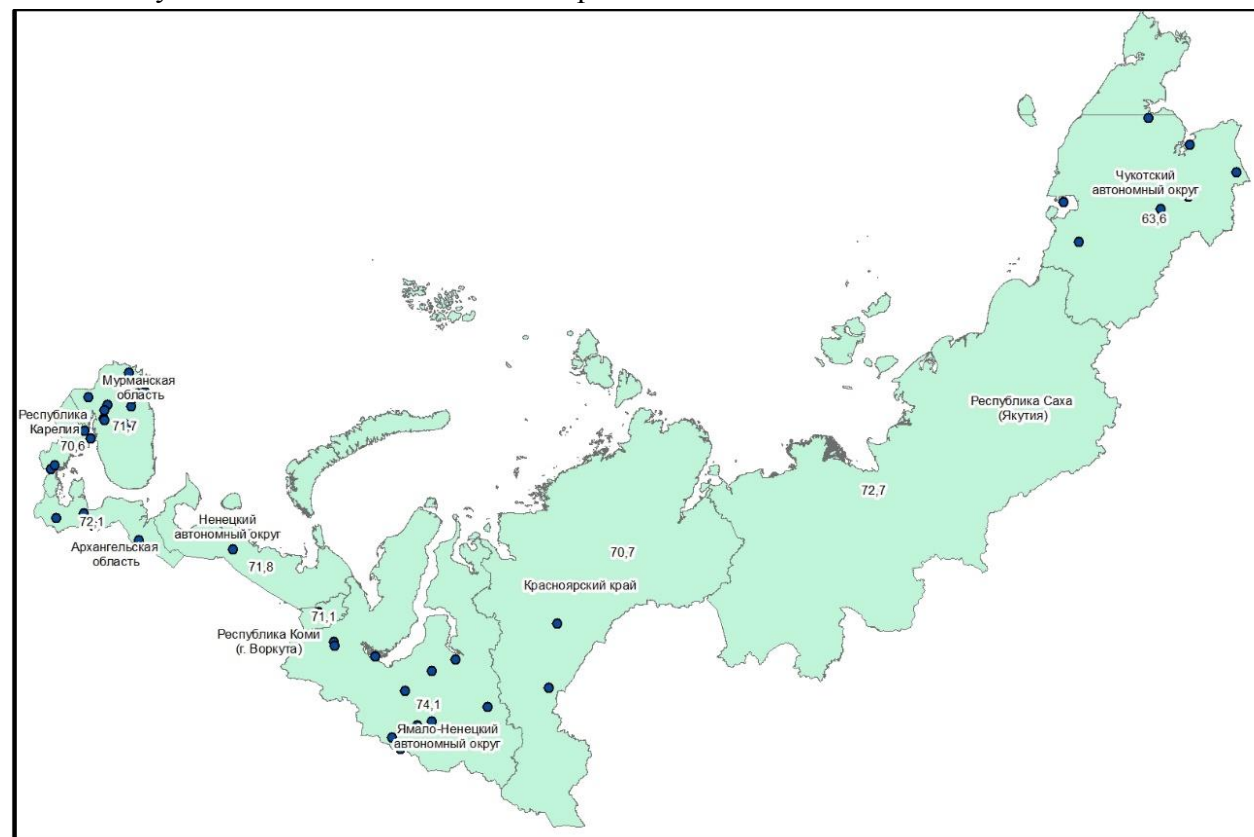 Чукотский
автономный округ
63,6
Мурманская
область
71,7
Республика
Карелия
70,6
Республика Саха
(Якутия)
72,7
72,1
Архангельская
область
Ненецкий
автономный округ
71,8
70,7
Красноярский край
71,1
Республика Коми
(г. Воркута)
74,1
Ямало-Ненецкий
автономный округ